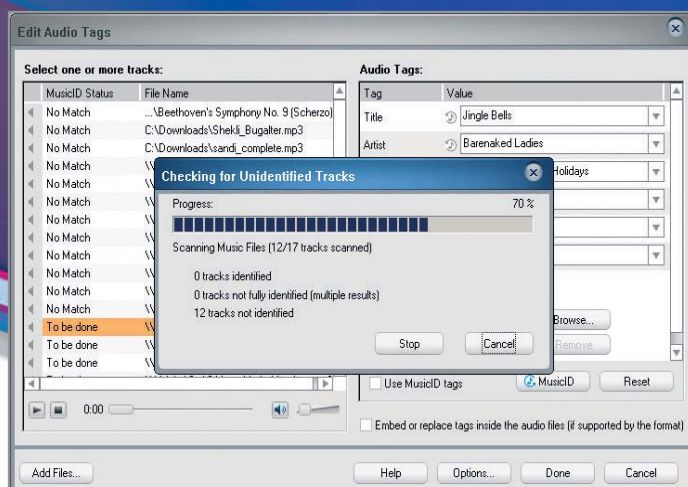 Edit Audio Tags
Select one or more tracks:
MusicID Status File Name
No Match ...\Beethoven's Symphony No. 9 (Scherzo)
No Match C:\Downloads\Shekli_Bugalter.mp3
No Match C:\Downloads\sandi_complete.mp3
No Match
No Match
No Match
No Match
No Match
No Match
No Match
No Match
No Match
To be done
To be done
To be done
0:00
Add Files...
Audio Tags:
Tag Value
Title Jingle Bells
Artist Barenaked Ladies
Holidays
Browse...
Remove
Use MusicID tags MusicID Reset
Embed or replace tags inside the audio files (if supported by the format)
Help Options... Done Cancel
Checking for Unidentified Tracks
Progress: 70 %
Scanning Music Files (12/17 tracks scanned)
0 tracks identified
0 tracks not fully identified (multiple results)
12 tracks not identified
Stop Cancel